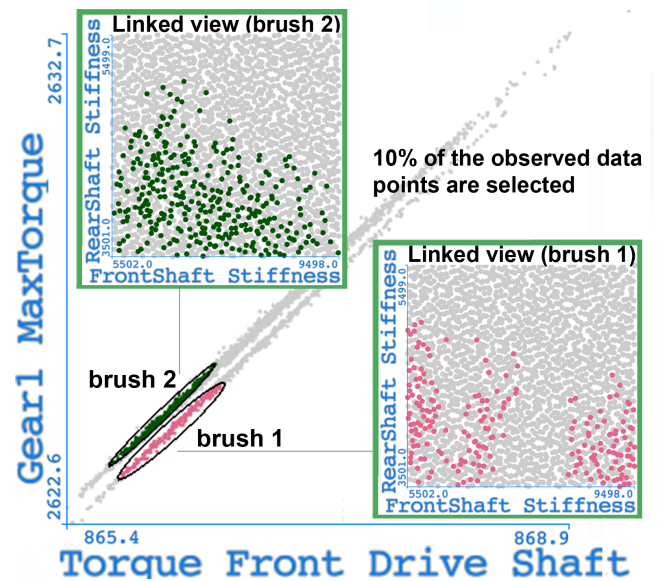 Linked view (brush 2)
RearShaft Stiffness
3501.0
5499.0
5502.0
9498.0
FrontShaft Stiffness
10% of the observed data
points are selected
Linked view (brush 1)
RearShaft Stiffness
3501.0
5499.0
5502.0
9498.0
FrontShaft Stiffness
brush 2
brush 1
Gear1 MaxTorque
2622.6
2632.7
865.4
868.9
Torque Front Drive Shaft